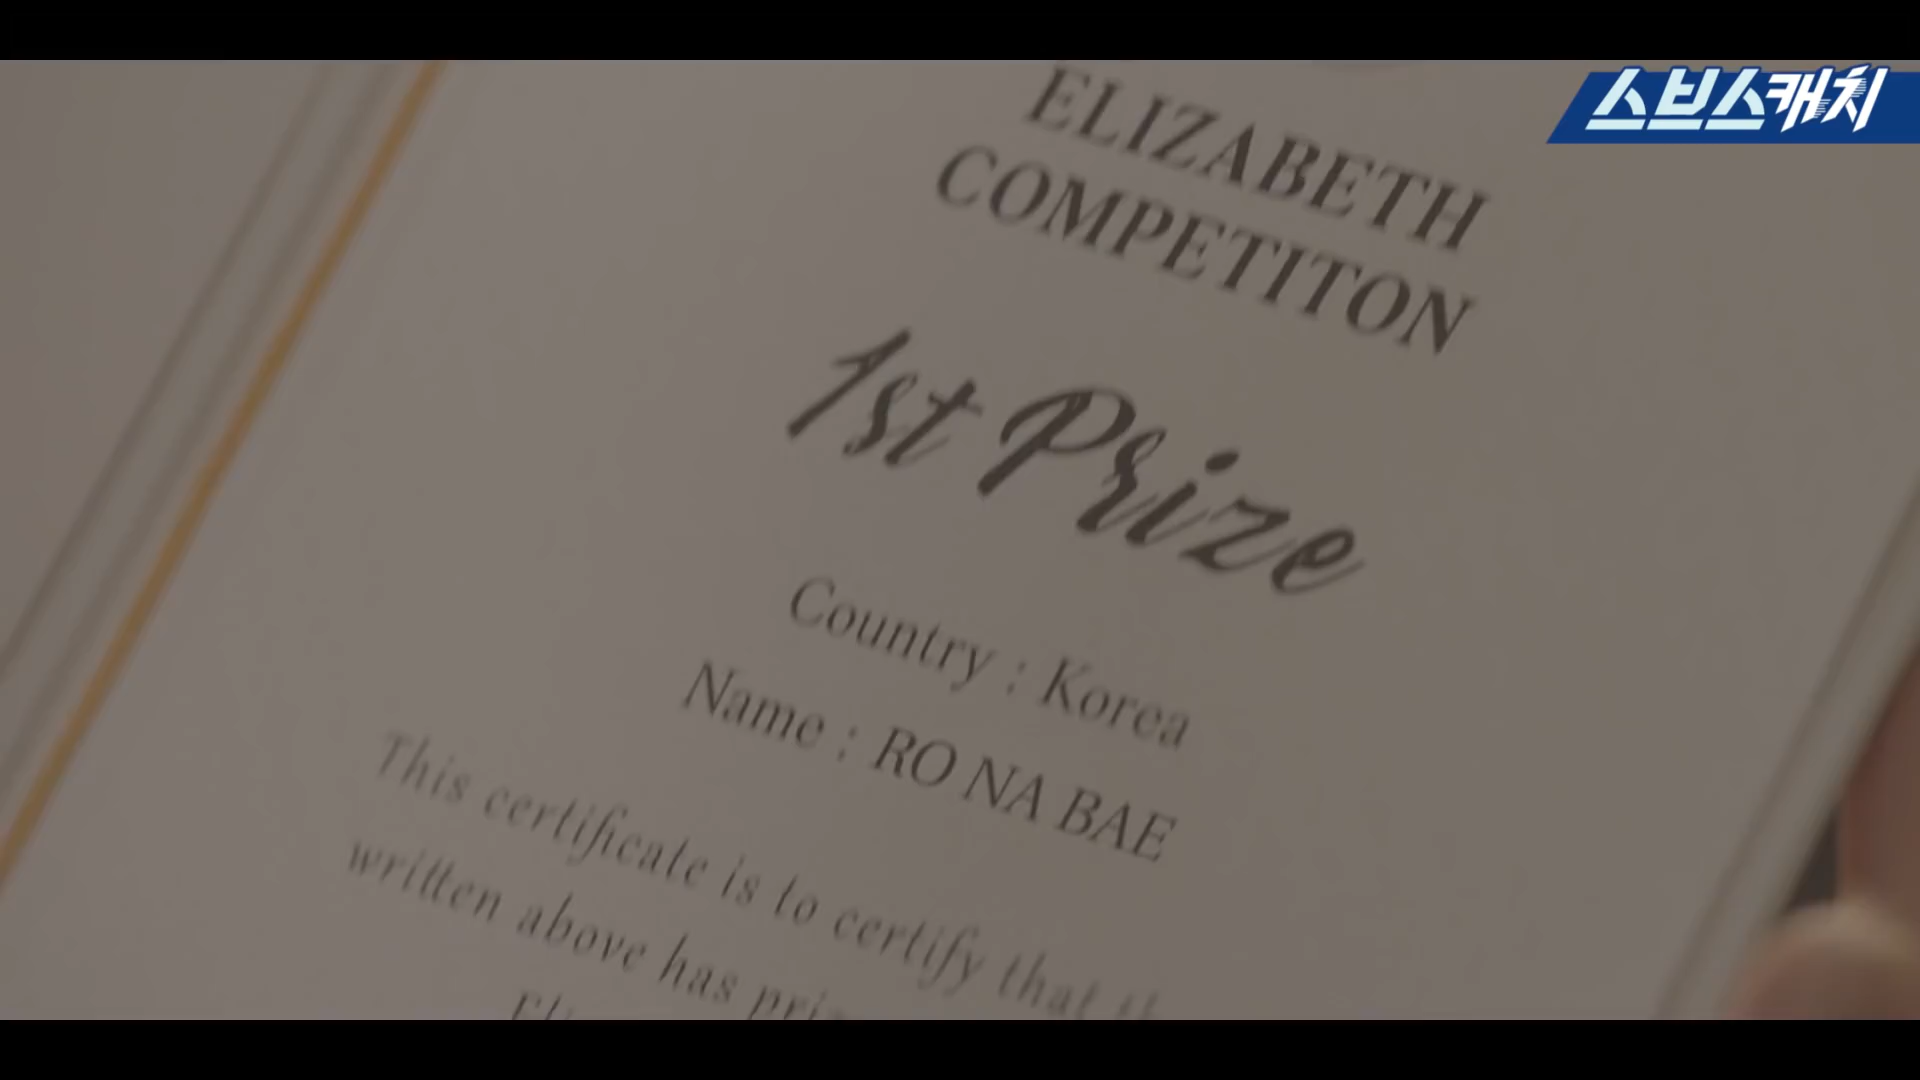 스브스캐치
ELIZABETH
COMPETITON
1st Prize
Country : Korea
Name : RO NA BAE
This certificate is to certify that
written above has